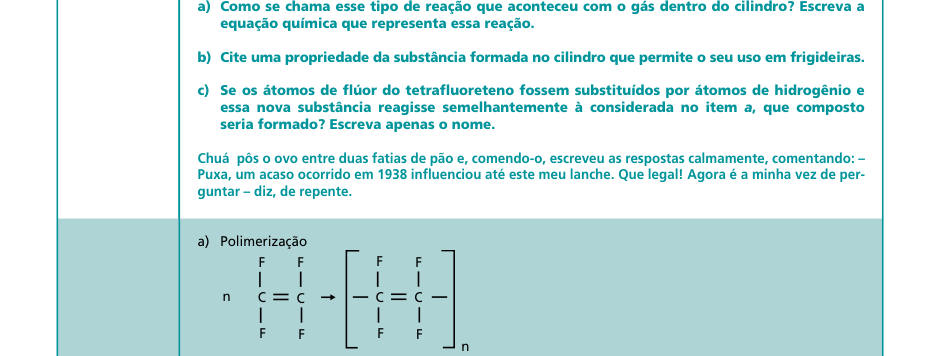 a) Como se chama esse tipo de reação que aconteceu com o gás dentro do cilindro? Escreva a
equação química que representa essa reação.
b) Cite uma propriedade da substância formada no cilindro que permite o seu uso em frigideiras.
c) Se os átomos de flúor do tetrafluoreteno fossem substituídos por átomos de hidrogênio e
essa nova substância reagisse semelhantemente à considerada no item a, que composto
seria formado? Escreva apenas o nome.
Chuá pôs o ovo entre duas fatias de pão e, comendo-o, escreveu as respostas calmamente, comentando: –
Puxa, um acaso ocorrido em 1938 influenciou até este meu lanche. Que legal! Agora é a minha vez de per-
guntar – diz, de repente.
a) Polimerização
F F F F
n C = C → — C = C —
F F F F
n